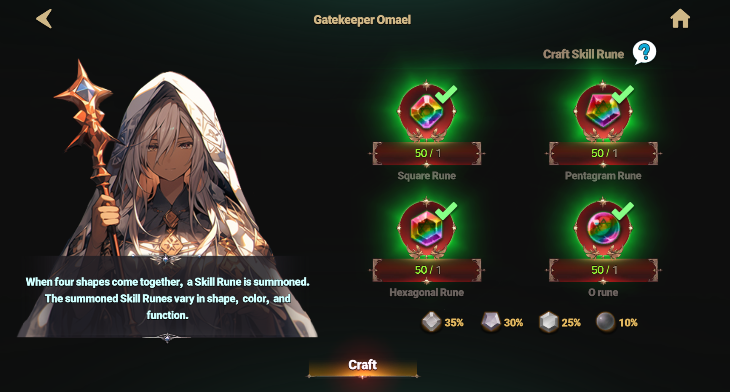 Gatekeeper Omael
Craft Skill Rune ?
50 / 1
50 / 1
Square Rune
Pentagram Rune
50 / 1
50 / 1
Hexagonal Rune
O rune
When four shapes come together, a Skill Rune is summoned.
The summoned Skill Runes vary in shape, color, and
function.
35% 30% 25% 10%
Craft